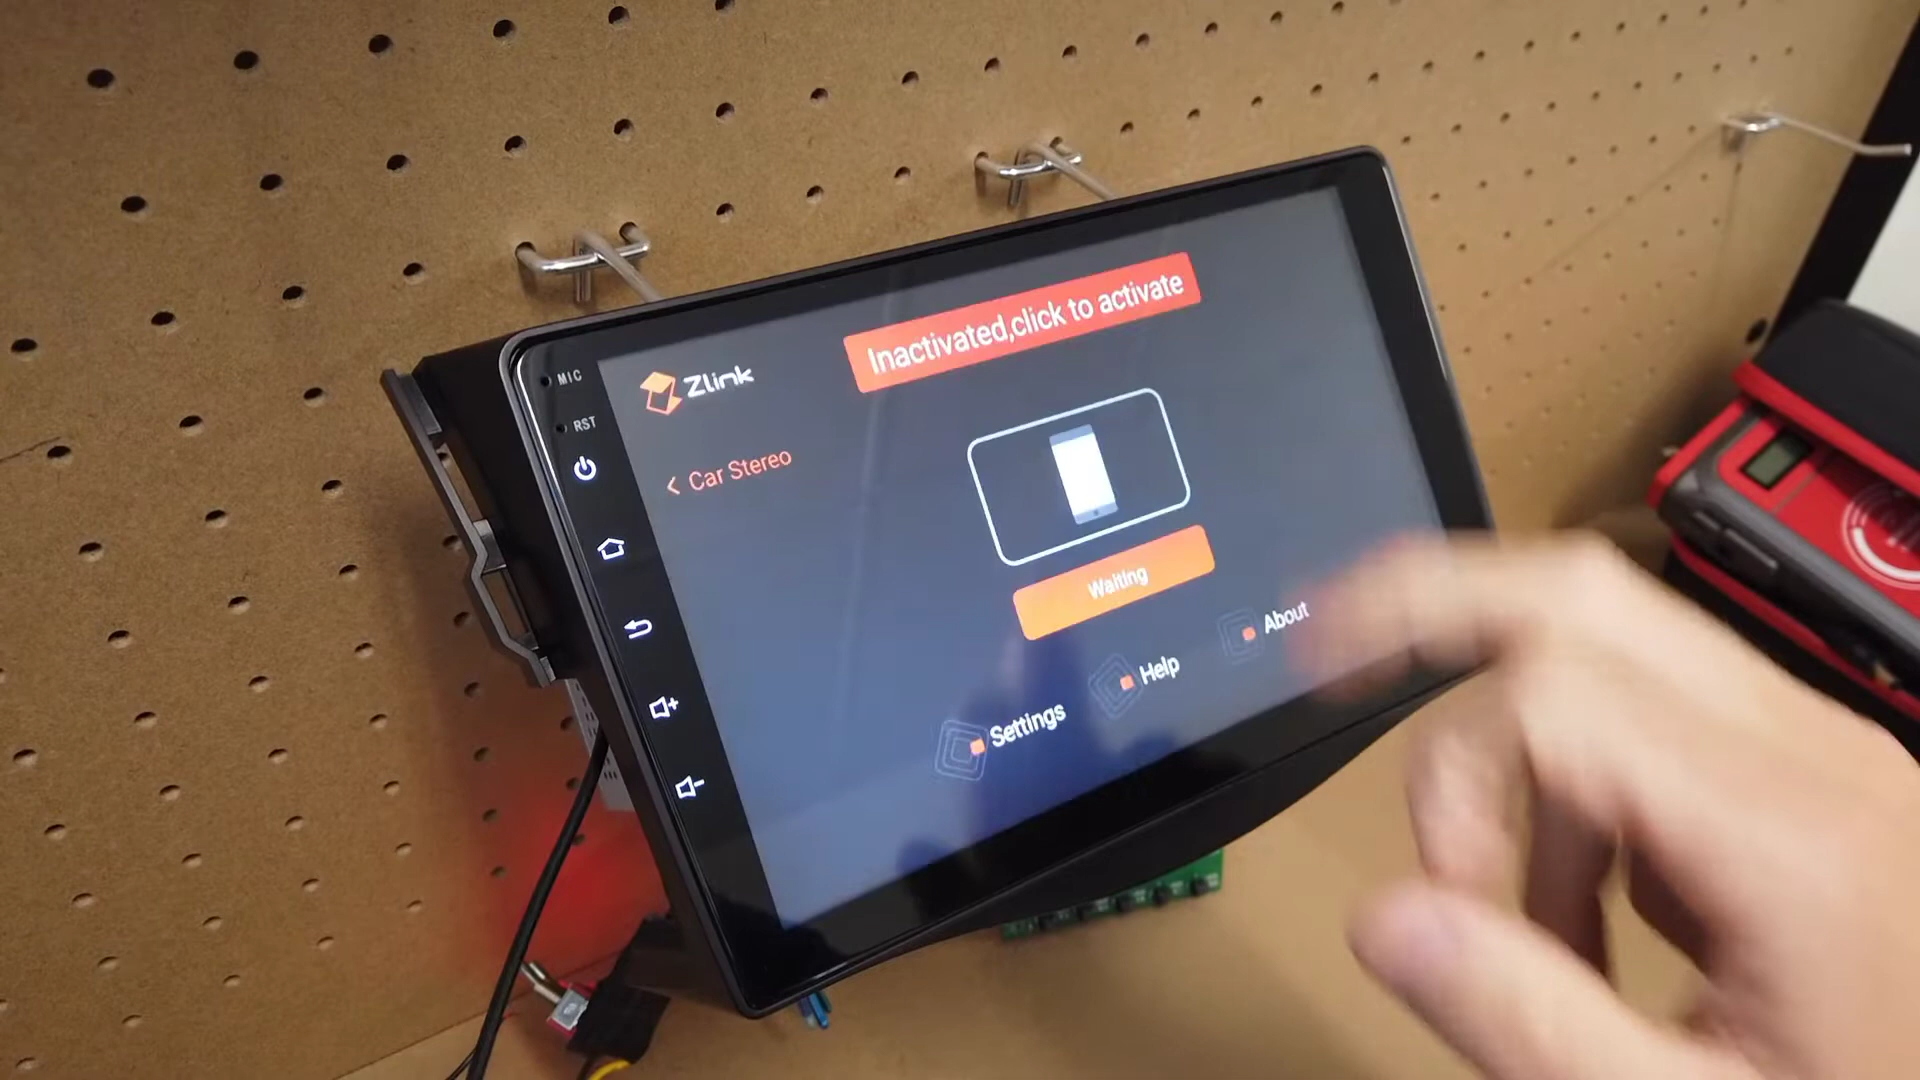 MIC
RST
Zlink
Inactivated,click to activate
< Car Stereo
Waiting
Settings
Help
About